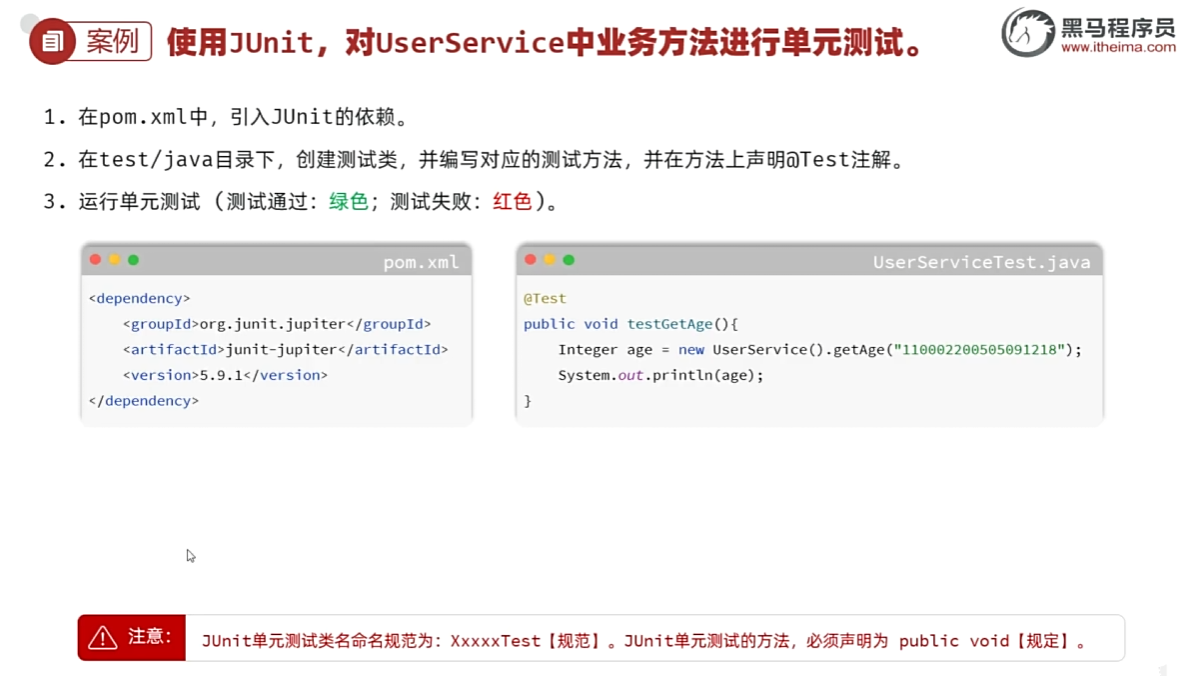 案例
使用JUnit，对UserService中业务方法进行单元测试。
黑马程序员
www.itheima.com
1. 在pom.xml中，引入JUnit的依赖。
2. 在test/java目录下，创建测试类，并编写对应的测试方法，并在方法上声明@Test注解。
3. 运行单元测试 (测试通过：绿色；测试失败：红色)。
pom.xml
<dependency>
    <groupId>org.junit.jupiter</groupId>
    <artifactId>junit-jupiter</artifactId>
    <version>5.9.1</version>
</dependency>
UserServiceTest.java
@Test
public void testGetAge(){
    Integer age = new UserService().getAge("110002200505091218");
    System.out.println(age);
}
注意：
JUnit单元测试类名命名规范为：XxxxxTest【规范】。JUnit单元测试的方法，必须声明为 public void【规定】。